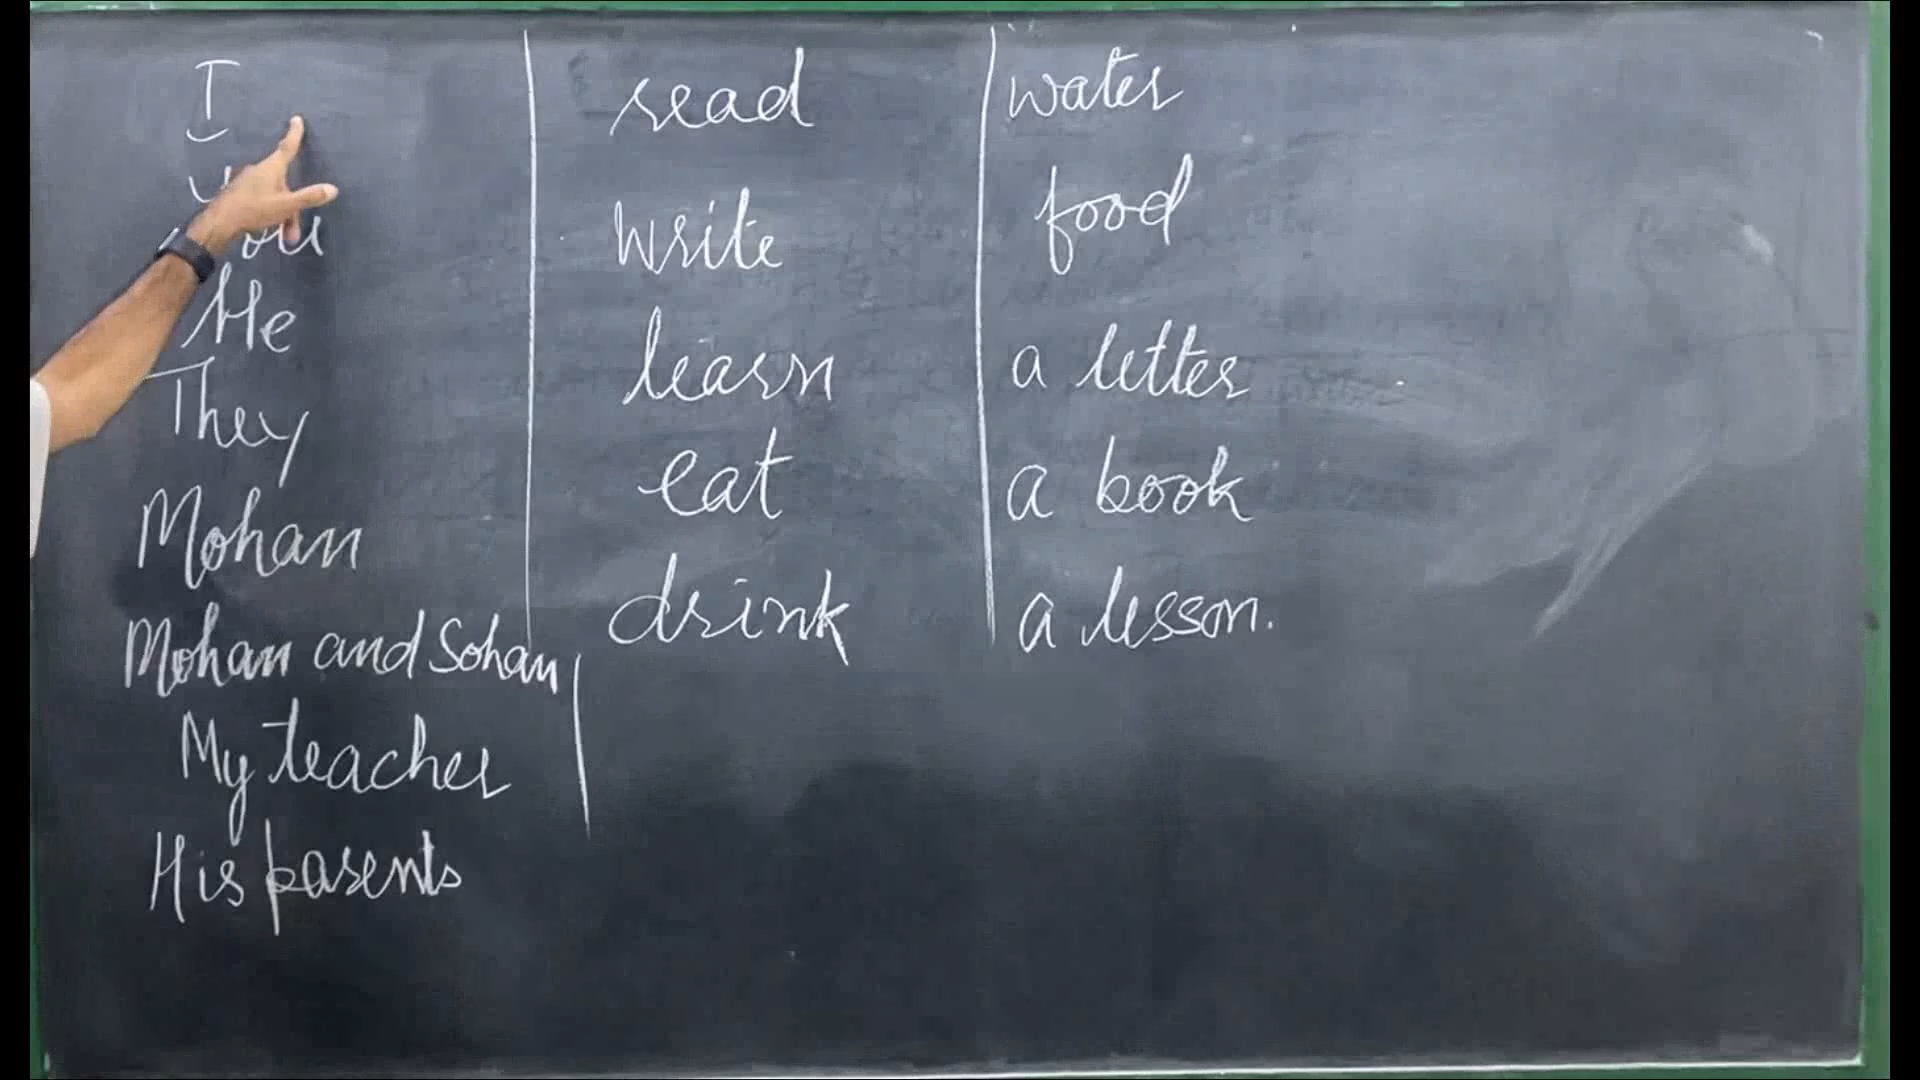 I
You
He
They
Mohan
Mohan and Sohan
My teacher
His parents
read
write
learn
eat
drink
water
food
a letter
a book
a lesson.